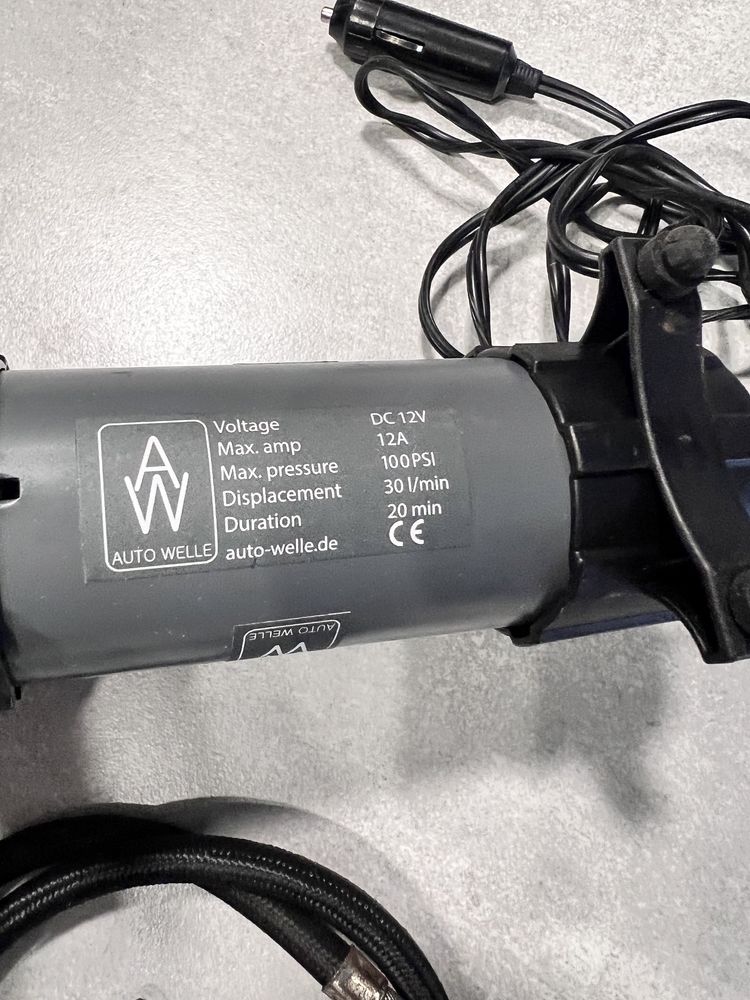 AW
AUTO WELLE
Voltage DC 12V
Max. amp 12A
Max. pressure 100PSI
Displacement 30 l/min
Duration 20 min
auto-welle.de CE
AUTO WELLE
W